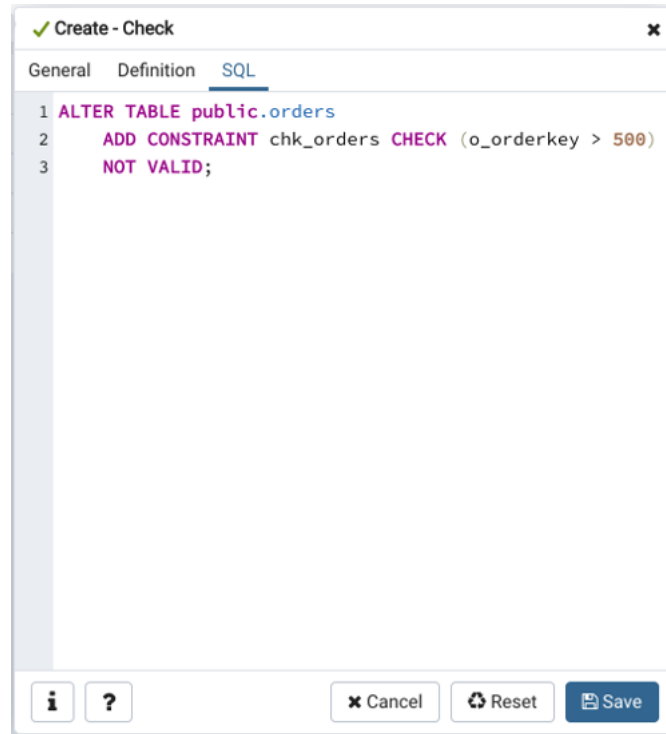 Create - Check
General Definition SQL
1 ALTER TABLE public.orders
2 ADD CONSTRAINT chk_orders CHECK (o_orderkey > 500)
3 NOT VALID;
i ? Cancel Reset Save